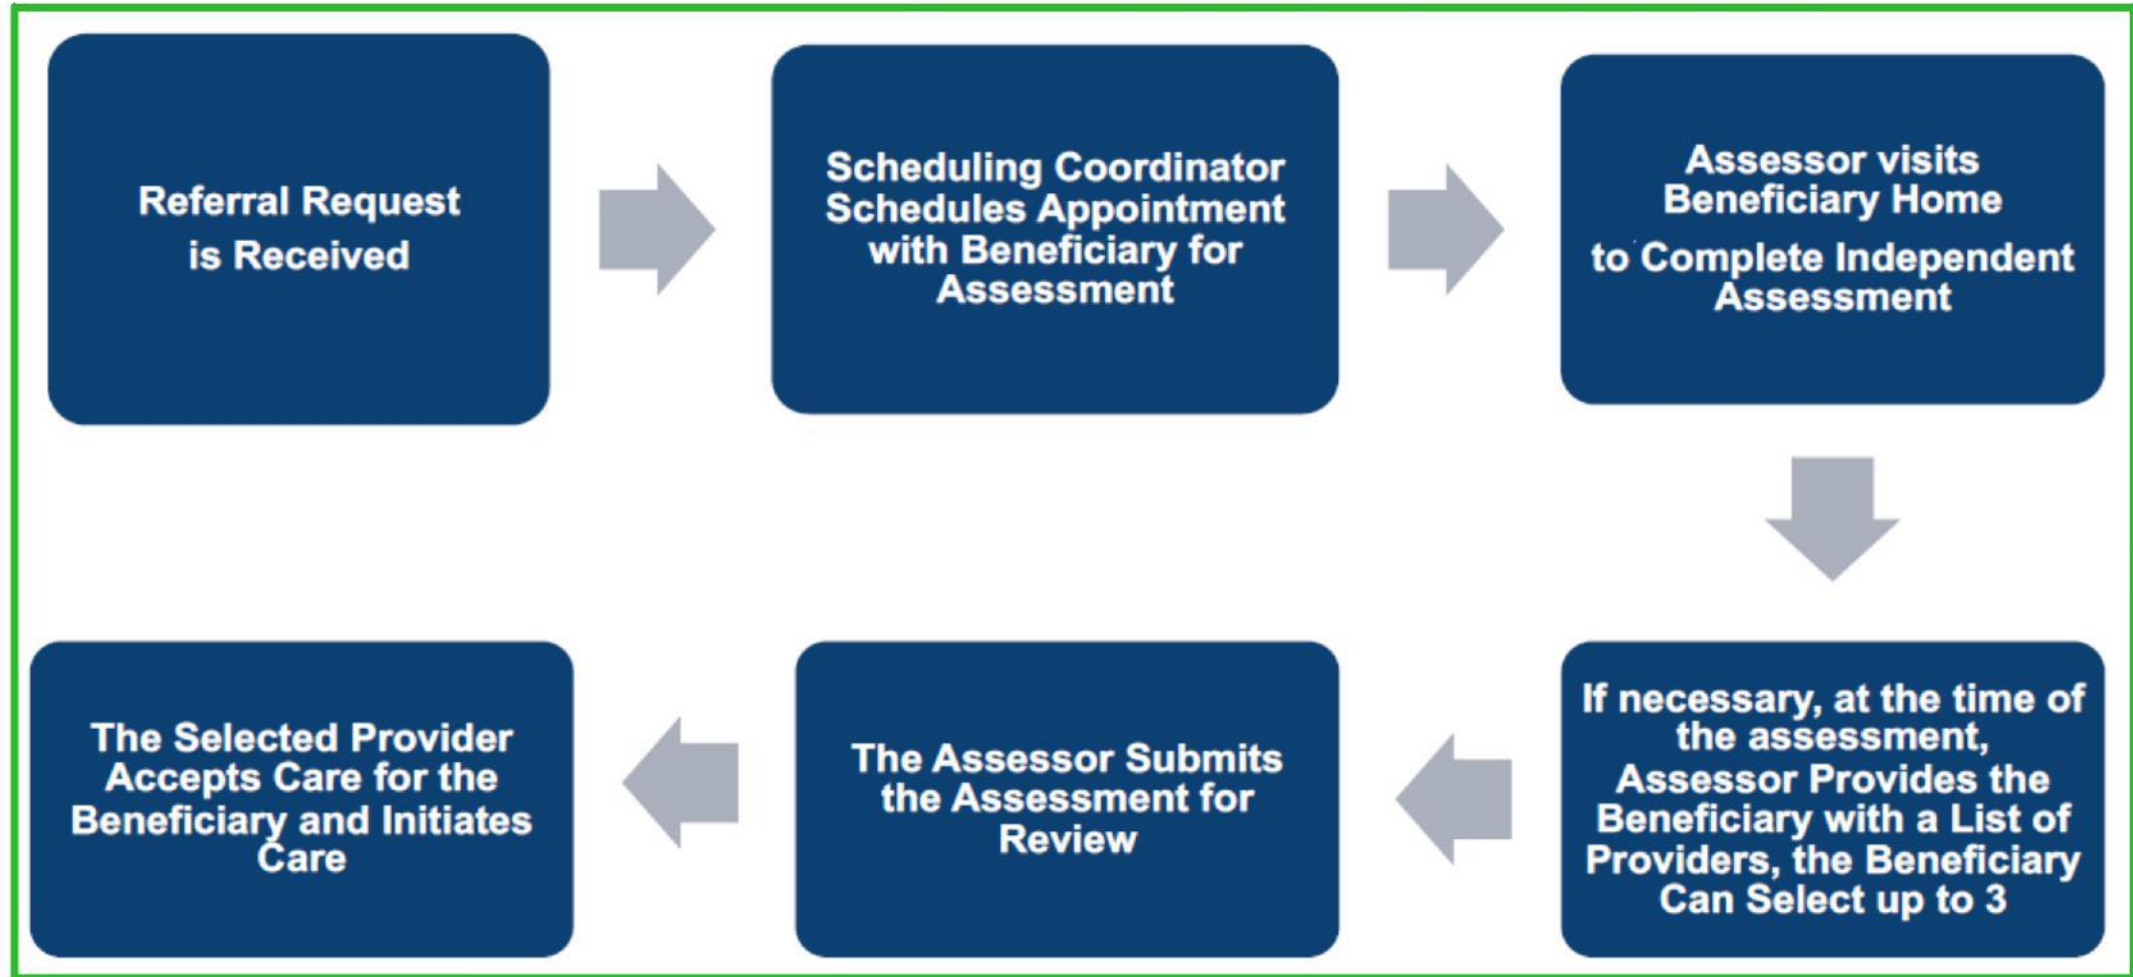 Referral Request
is Received
Scheduling Coordinator
Schedules Appointment
with Beneficiary for
Assessment
Assessor visits
Beneficiary Home
to Complete Independent
Assessment
If necessary, at the time of
the assessment,
Assessor Provides the
Beneficiary with a List of
Providers, the Beneficiary
Can Select up to 3
The Assessor Submits
the Assessment for
Review
The Selected Provider
Accepts Care for the
Beneficiary and Initiates
Care